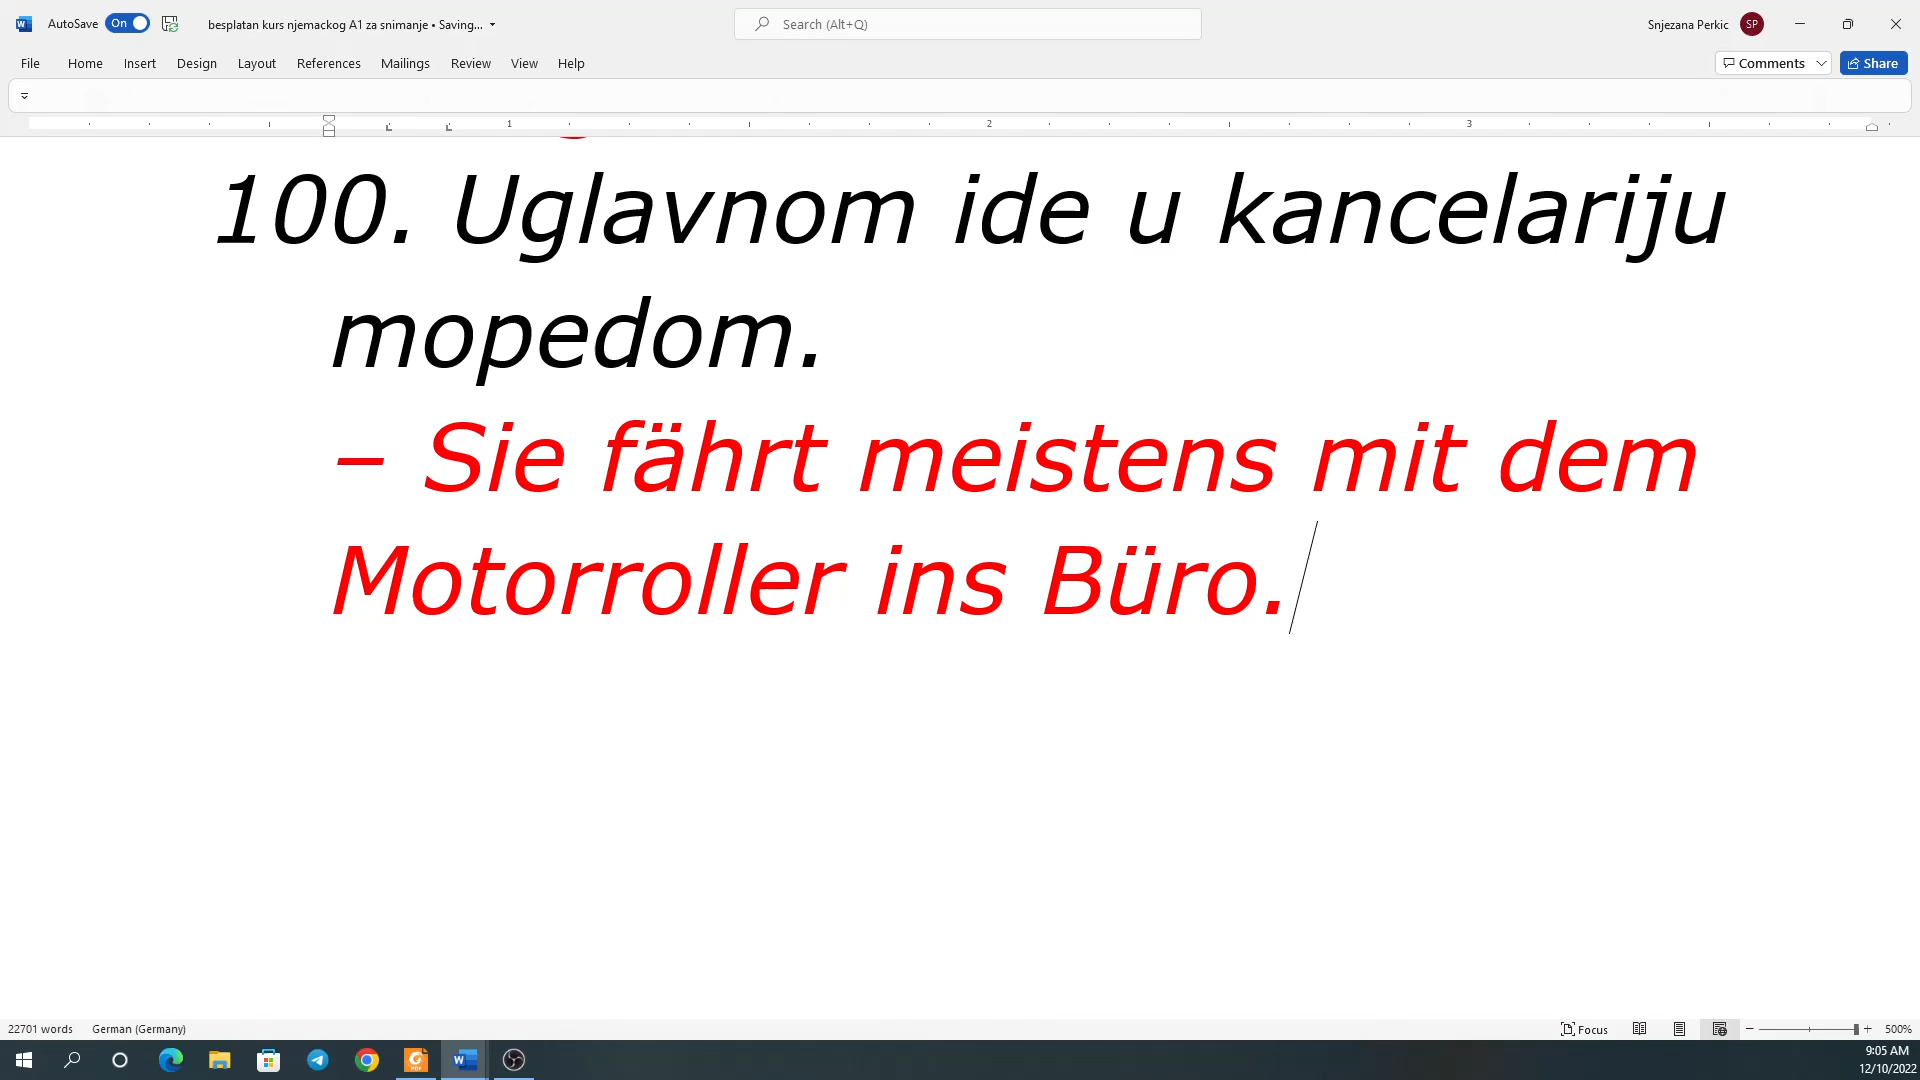 AutoSave On besplatan kurs njemackog A1 za snimanje • Saving... Search (Alt+Q) Snjezana Perkic SP
File Home Insert Design Layout References Mailings Review View Help Comments Share
1 2 3
100. Uglavnom ide u kancelariju
mopedom.
– Sie fährt meistens mit dem
Motorroller ins Büro.
22701 words German (Germany) Focus 500%
9:05 AM
12/10/2022